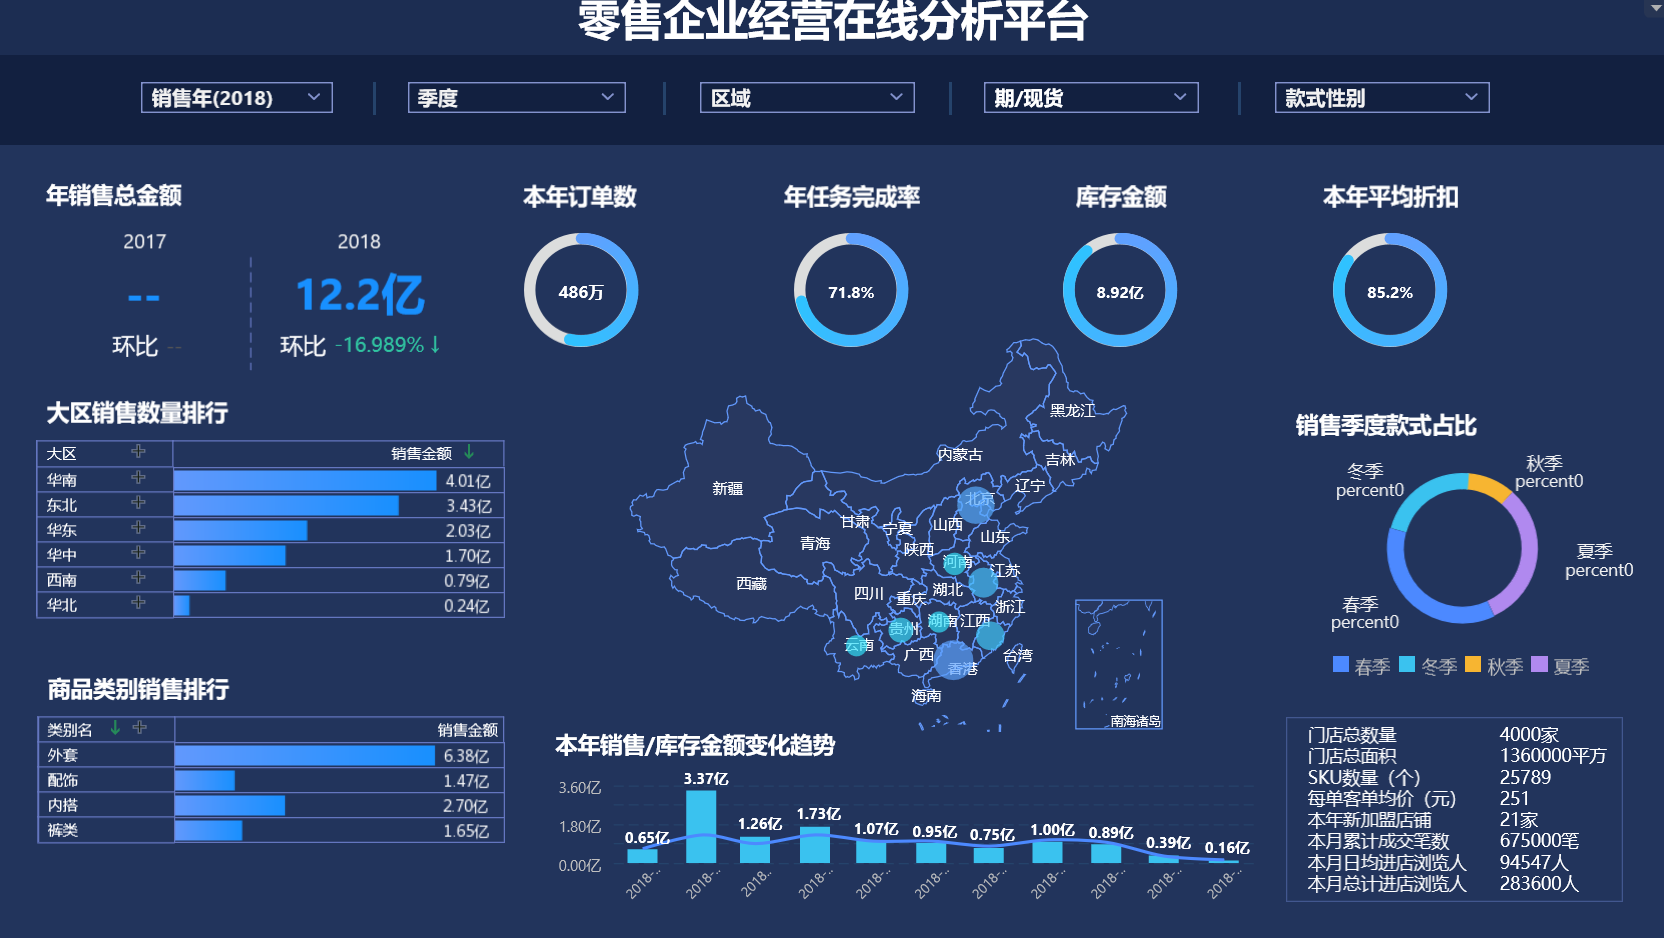 零售企业经营在线分析平台
销售年(2018)
季度
区域
期/现货
款式性别
年销售总金额
2017
2018
--
12.2亿
环比 --
环比 -16.989%↓
本年订单数
486万
年任务完成率
71.8%
库存金额
8.92亿
本年平均折扣
85.2%
大区销售数量排行
大区 销售金额 ↓
华南 4.01亿
东北 3.43亿
华东 2.03亿
华中 1.70亿
西南 0.79亿
华北 0.24亿
商品类别销售排行
类别名 ↓ 销售金额
外套 6.38亿
配饰 1.47亿
内搭 2.70亿
裤类 1.65亿
黑龙江
内蒙古
吉林
新疆
辽宁
北京
甘肃
宁夏
山西
山东
青海
陕西
河南
江苏
西藏
四川
重庆
湖北
浙江
贵州
湖南
江西
云南
广西
香港
台湾
海南
南海诸岛
本年销售/库存金额变化趋势
3.60亿
1.80亿
0.00亿
0.65亿
3.37亿
1.26亿
1.73亿
1.07亿
0.95亿
0.75亿
1.00亿
0.89亿
0.39亿
0.16亿
2018-..
2018-..
2018..
2018-..
2018-..
2018-..
2018-..
2018-..
2018-..
2018-..
2018-..
销售季度款式占比
冬季
percent0
秋季
percent0
夏季
percent0
春季
percent0
春季 冬季 秋季 夏季
门店总数量 4000家
门店总面积 1360000平方
SKU数量（个） 25789
每单客单均价（元） 251
本年新加盟店铺 21家
本月累计成交笔数 675000笔
本月日均进店浏览人 94547人
本月总计进店浏览人 283600人